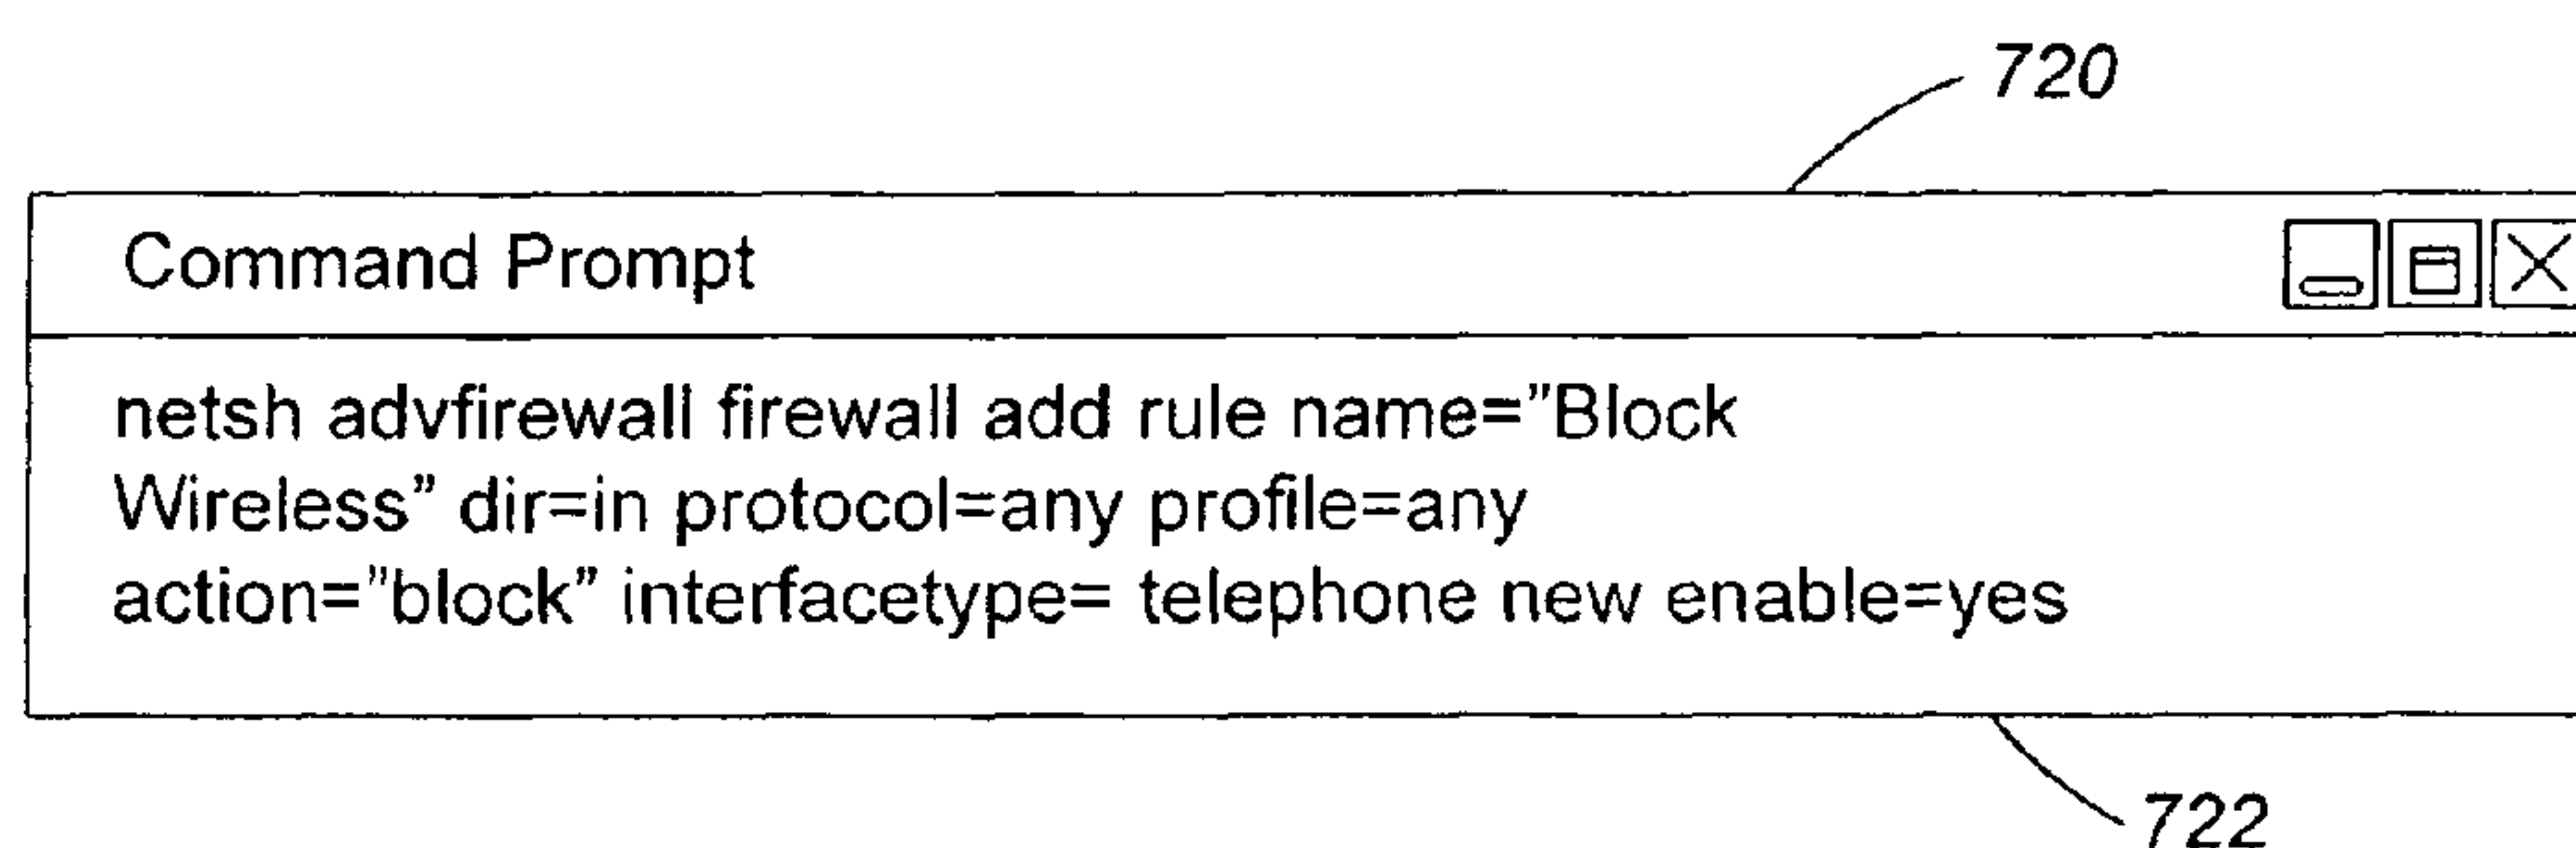 720
Command Prompt
netsh advfirewall firewall add rule name=”Block
Wireless” dir=in protocol=any profile=any
action=”block” interfacetype= telephone new enable=yes
722